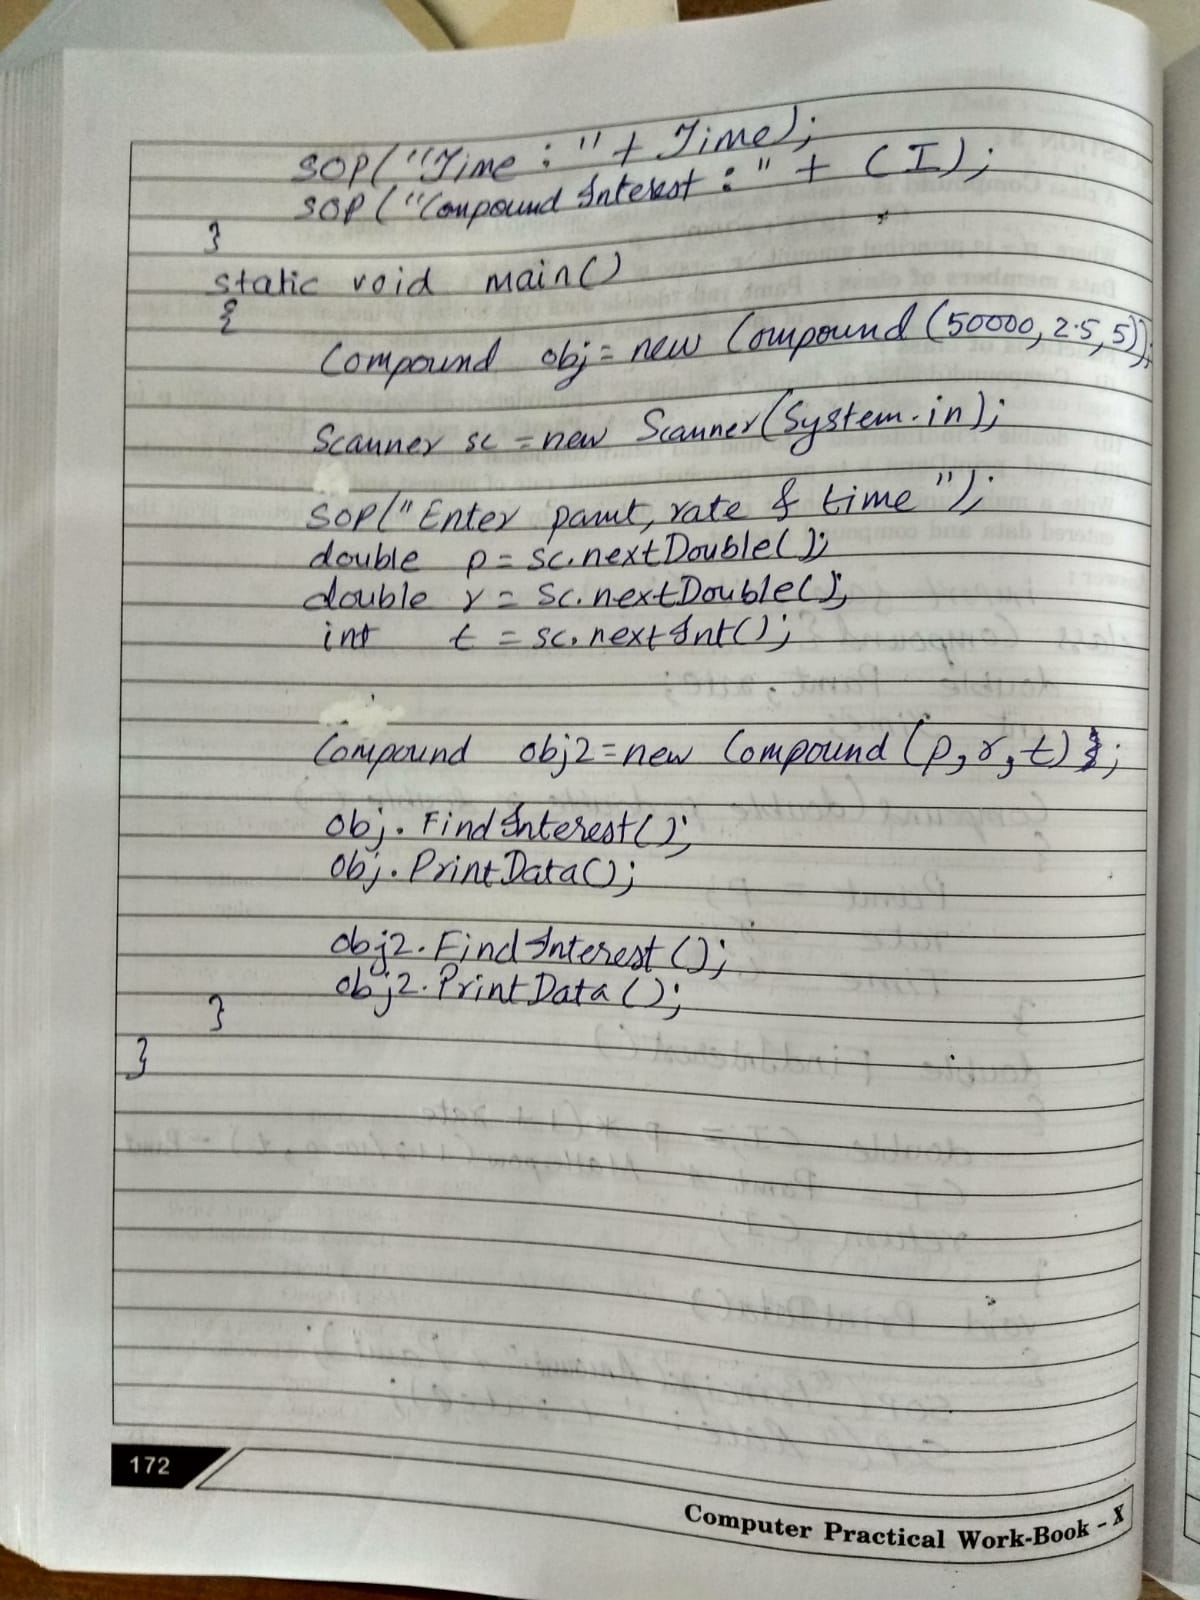 SOP("Time : " + Time);
SOP("Compound Interest : " + CI);
}
static void main()
{
Compound obj = new Compound(50000, 2.5, 5);
Scanner sc = new Scanner(System.in);
SOP("Enter pamt, rate & time");
double p = sc.nextDouble();
double r = sc.nextDouble();
int t = sc.nextInt();
Compound obj2 = new Compound(p, r, t);
obj.FindInterest();
obj.PrintData();
obj2.FindInterest();
obj2.PrintData();
}
}
172
Computer Practical Work-Book - X